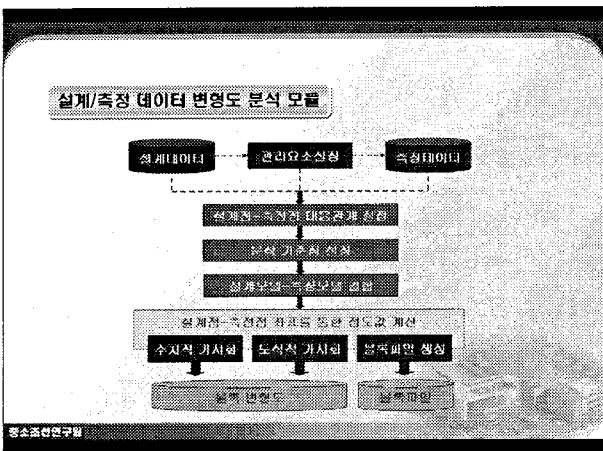 설계/측정 데이터 변형도 분석 모듈
설계데이터
관리요소설정
측정데이터
설계점-측정점 대응관계 설정
분석 기준점 설정
설계모델-측정모델 결합
설계점-측정점 좌표를 통한 정도값 계산
수치적 가시화
도식적 가시화
블록파일 생성
블록 변형도
블록파일
중소조선연구원